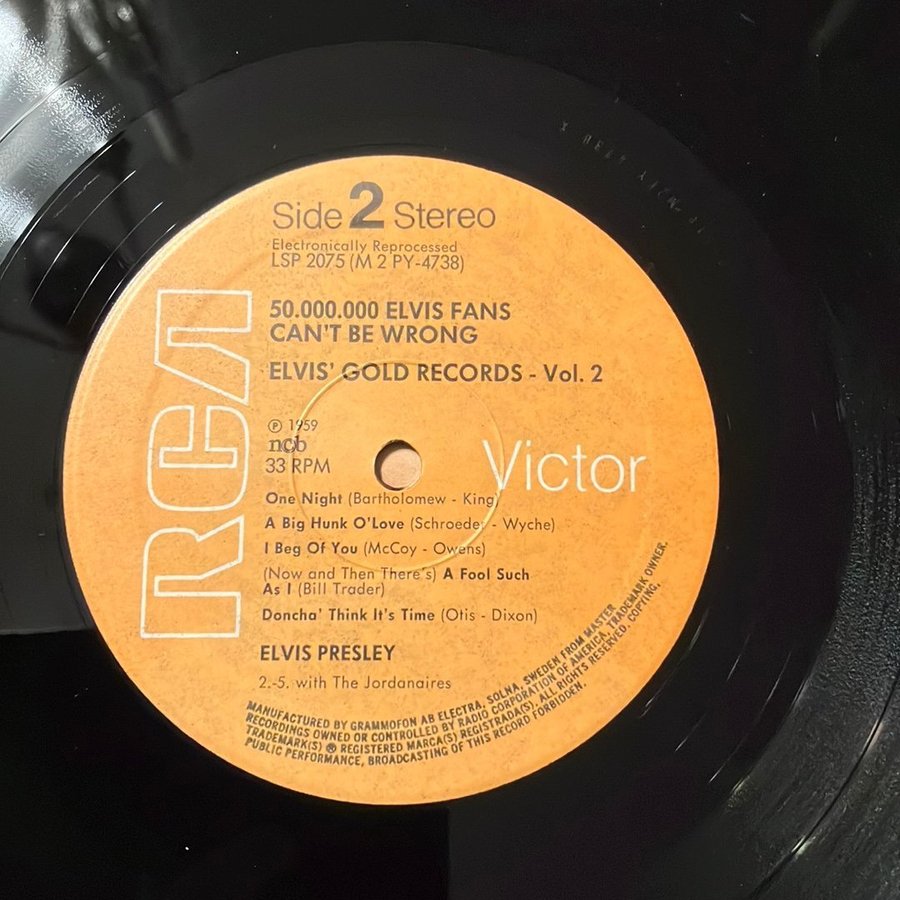 Side 2 Stereo
Electronically Reprocessed
LSP 2075 (M 2 PY-4738)
50.000.000 ELVIS FANS
CAN'T BE WRONG
ELVIS' GOLD RECORDS - Vol. 2
RCA
℗ 1959
ncb
33 RPM
Victor
One Night (Bartholomew - King)
A Big Hunk O'Love (Schroeder - Wyche)
I Beg Of You (McCoy - Owens)
(Now and Then There's) A Fool Such
As I (Bill Trader)
Doncha' Think It's Time (Otis - Dixon)
ELVIS PRESLEY
2.-5. with The Jordanaires
MANUFACTURED BY GRAMMOFON AB ELECTRA, SOLNA, SWEDEN FROM MASTER
RECORDINGS OWNED OR CONTROLLED BY RADIO CORPORATION OF AMERICA, TRADEMARK OWNER.
TRADEMARK(S) ® REGISTERED MARCA(S) REGISTRADA(S). ALL RIGHTS RESERVED. COPYING,
PUBLIC PERFORMANCE, BROADCASTING OF THIS RECORD FORBIDDEN.